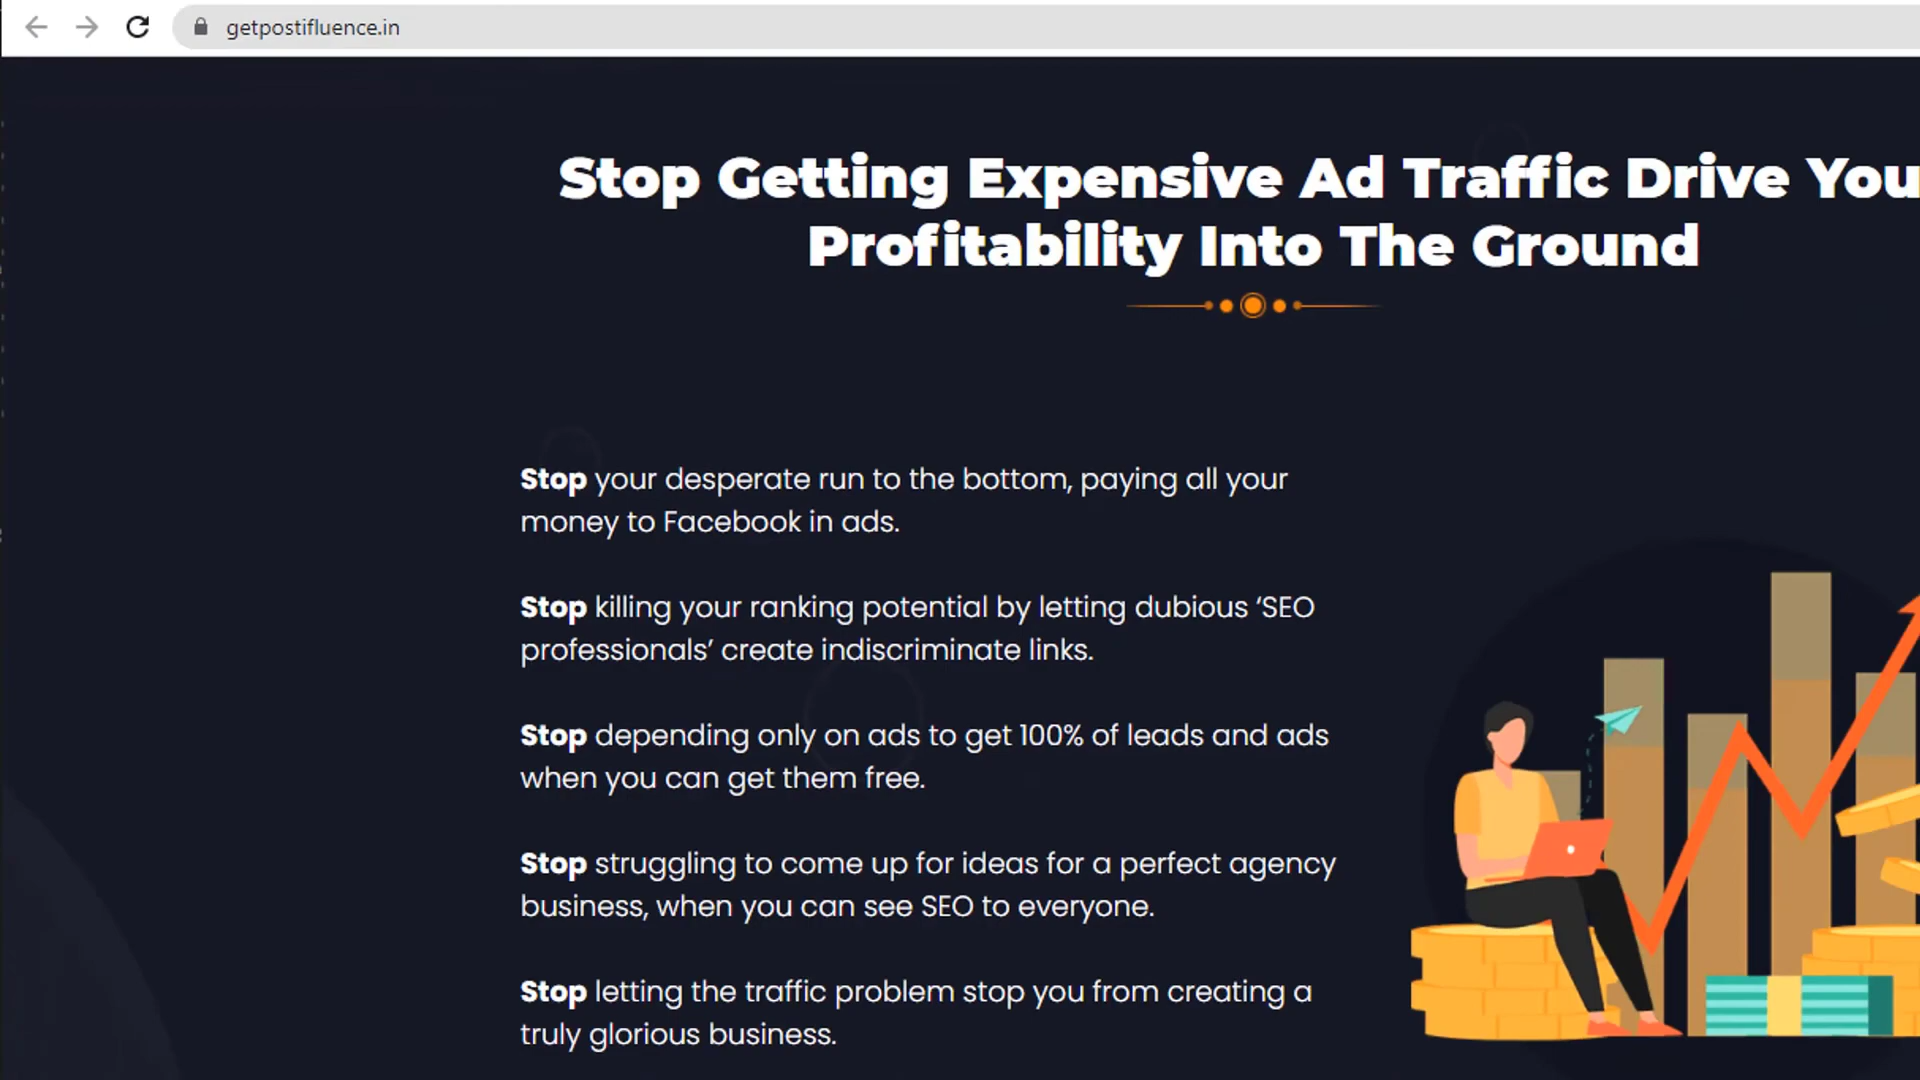 getpostifluence.in
Stop Getting Expensive Ad Traffic Drive You
Profitability Into The Ground
Stop your desperate run to the bottom, paying all your
money to Facebook in ads.
Stop killing your ranking potential by letting dubious ‘SEO
professionals’ create indiscriminate links.
Stop depending only on ads to get 100% of leads and ads
when you can get them free.
Stop struggling to come up for ideas for a perfect agency
business, when you can see SEO to everyone.
Stop letting the traffic problem stop you from creating a
truly glorious business.